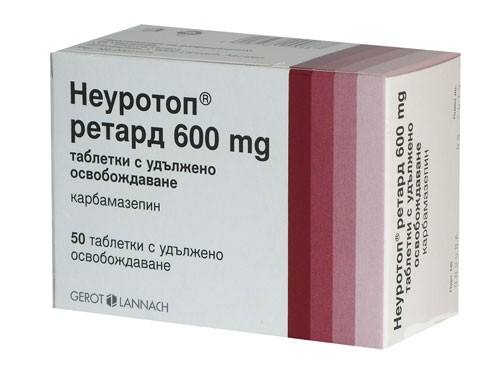 Неуротоп®
ретард 600 mg
таблетки с удължено
освобождаване
карбамазепин
50 таблетки с удължено
освобождаване
GEROT LANNACH
Неуротоп® ретард 600 mg
таблетки с удължено
освобождаване
карбамазепин